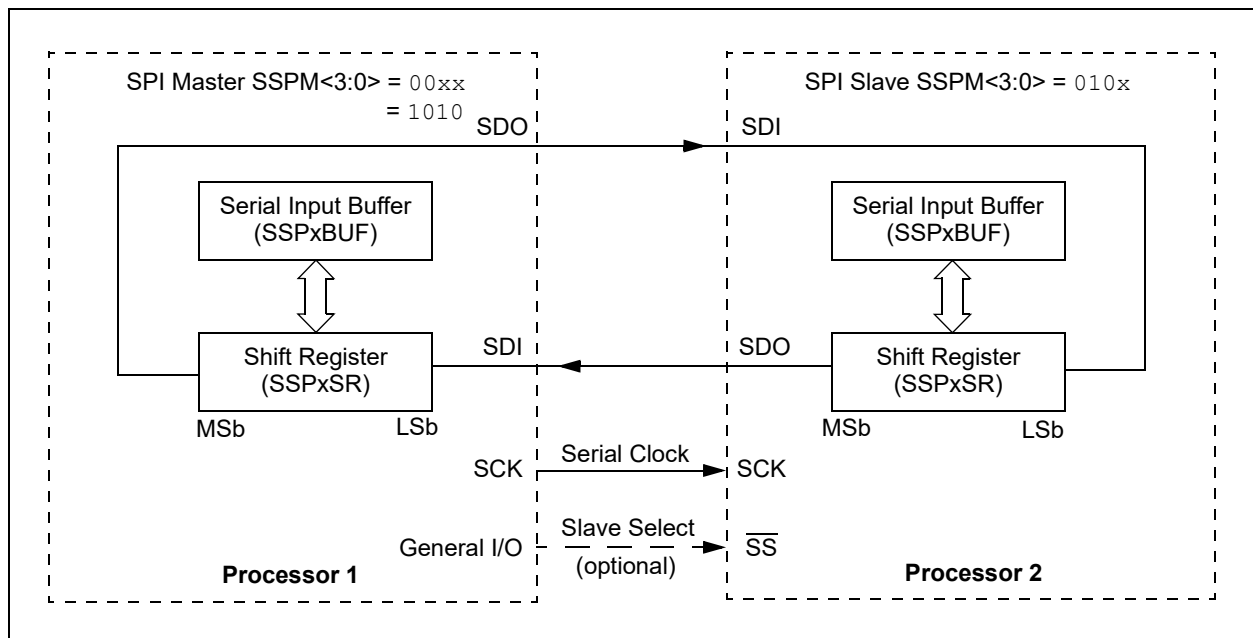 SPI Master SSPM<3:0> = 00xx
= 1010
SPI Slave SSPM<3:0> = 010x
SDO
SDI
Serial Input Buffer
(SSPxBUF)
Serial Input Buffer
(SSPxBUF)
SDI
SDO
Shift Register
(SSPxSR)
Shift Register
(SSPxSR)
MSb
LSb
MSb
LSb
SCK
Serial Clock
SCK
General I/O
Slave Select
(optional)
SS
Processor 1
Processor 2